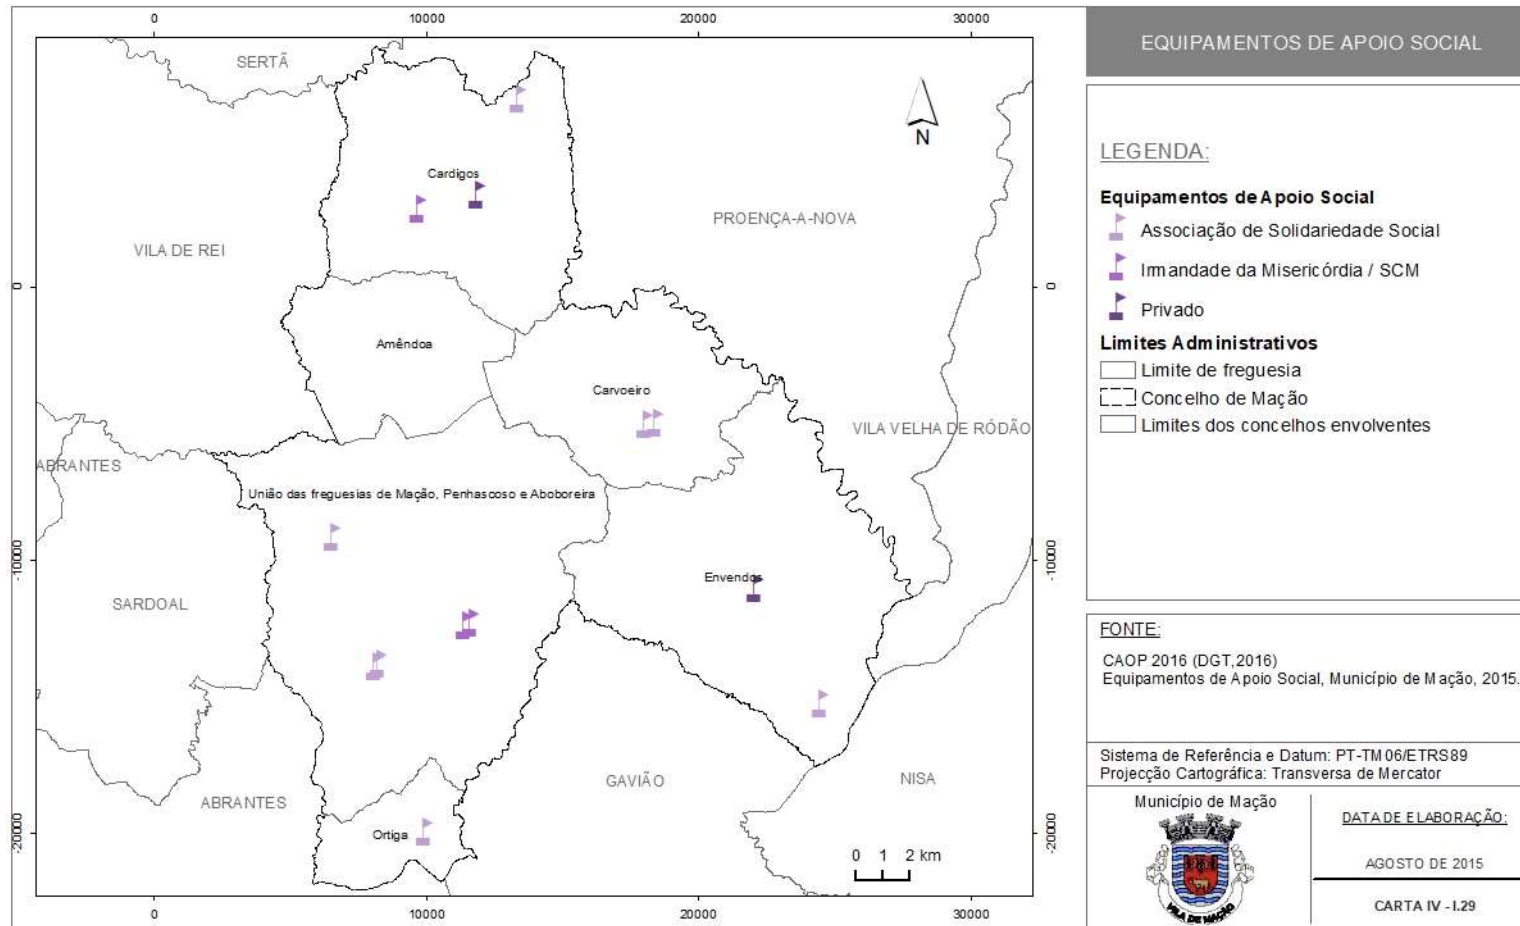 0
10000
20000
30000
SERTÃ
Cardigos
PROENÇA-A-NOVA
VILA DE REI
N
0
0
Amêndoa
Carvoeiro
VILA VELHA DE RÓDÃO
ABRANTES
União das freguesias de Mação, Penhascoso e Aboboreira
-10000
-10000
Envendos
SARDOAL
GAVIÃO
NISA
ABRANTES
Ortiga
-20000
-20000
0 1 2 km
0
10000
20000
30000
EQUIPAMENTOS DE APOIO SOCIAL
LEGENDA:
Equipamentos de Apoio Social
Associação de Solidariedade Social
Irmandade da Misericórdia / SCM
Privado
Limites Administrativos
Limite de freguesia
Concelho de Mação
Limites dos concelhos envolventes
FONTE:
CAOP 2016 (DGT,2016)
Equipamentos de Apoio Social, Município de Mação, 2015.
Sistema de Referência e Datum: PT-TM06/ETRS89
Projecção Cartográfica: Transversa de Mercator
Município de Mação
VILA DE MAÇÃO
DATA DE ELABORAÇÃO:
AGOSTO DE 2015
CARTA IV - I.29